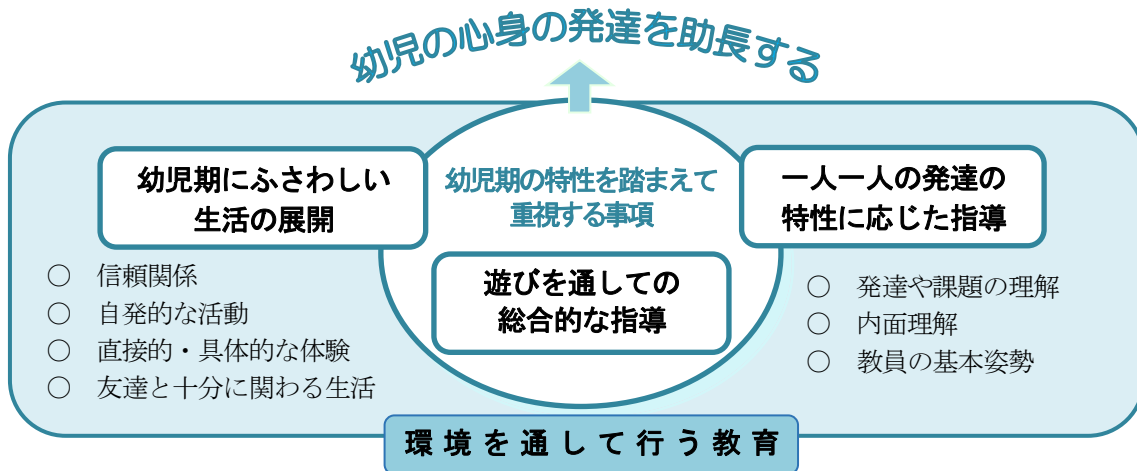 幼児の心身の発達を助長する
幼児期にふさわしい
生活の展開
幼児期の特性を踏まえて
重視する事項
一人一人の発達の
特性に応じた指導
遊びを通しての
総合的な指導
○ 信頼関係
○ 自発的な活動
○ 直接的・具体的な体験
○ 友達と十分に関わる生活
○ 発達や課題の理解
○ 内面理解
○ 教員の基本姿勢
環境を通して行う教育